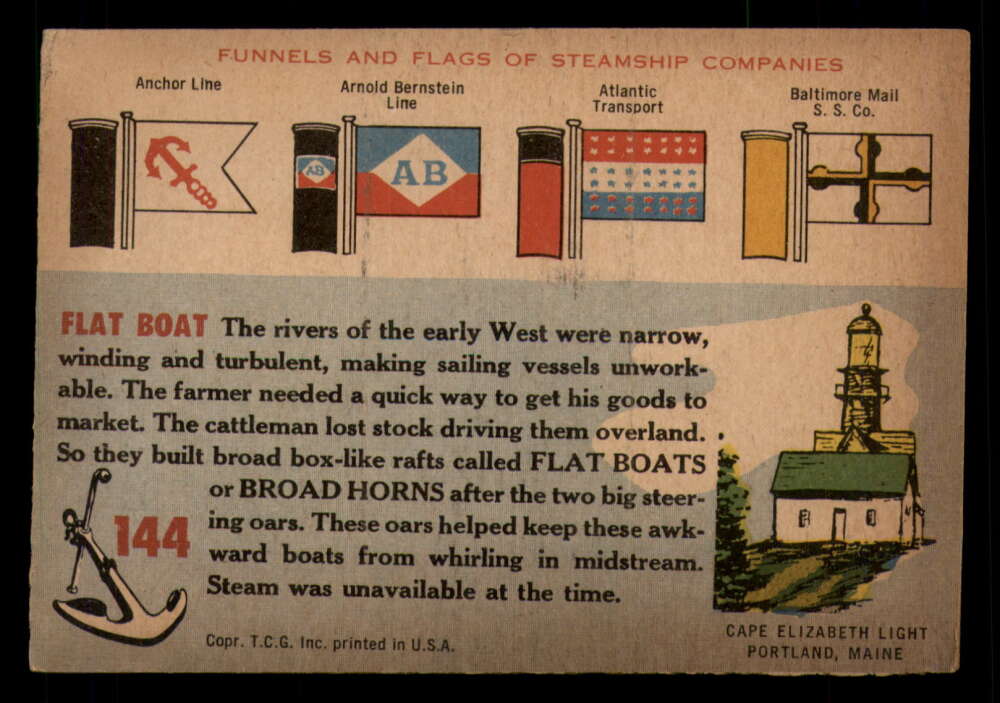 FUNNELS AND FLAGS OF STEAMSHIP COMPANIES
Anchor Line
Arnold Bernstein
Line
Atlantic
Transport
Baltimore Mail
S. S. Co.
AB
AB
FLAT BOAT The rivers of the early West were narrow,
winding and turbulent, making sailing vessels unwork-
able. The farmer needed a quick way to get his goods to
market. The cattleman lost stock driving them overland.
So they built broad box-like rafts called FLAT BOATS
or BROAD HORNS after the two big steer-
ing oars. These oars helped keep these awk-
ward boats from whirling in midstream.
Steam was unavailable at the time.
144
Copr. T.C.G. Inc. printed in U.S.A.
CAPE ELIZABETH LIGHT
PORTLAND, MAINE